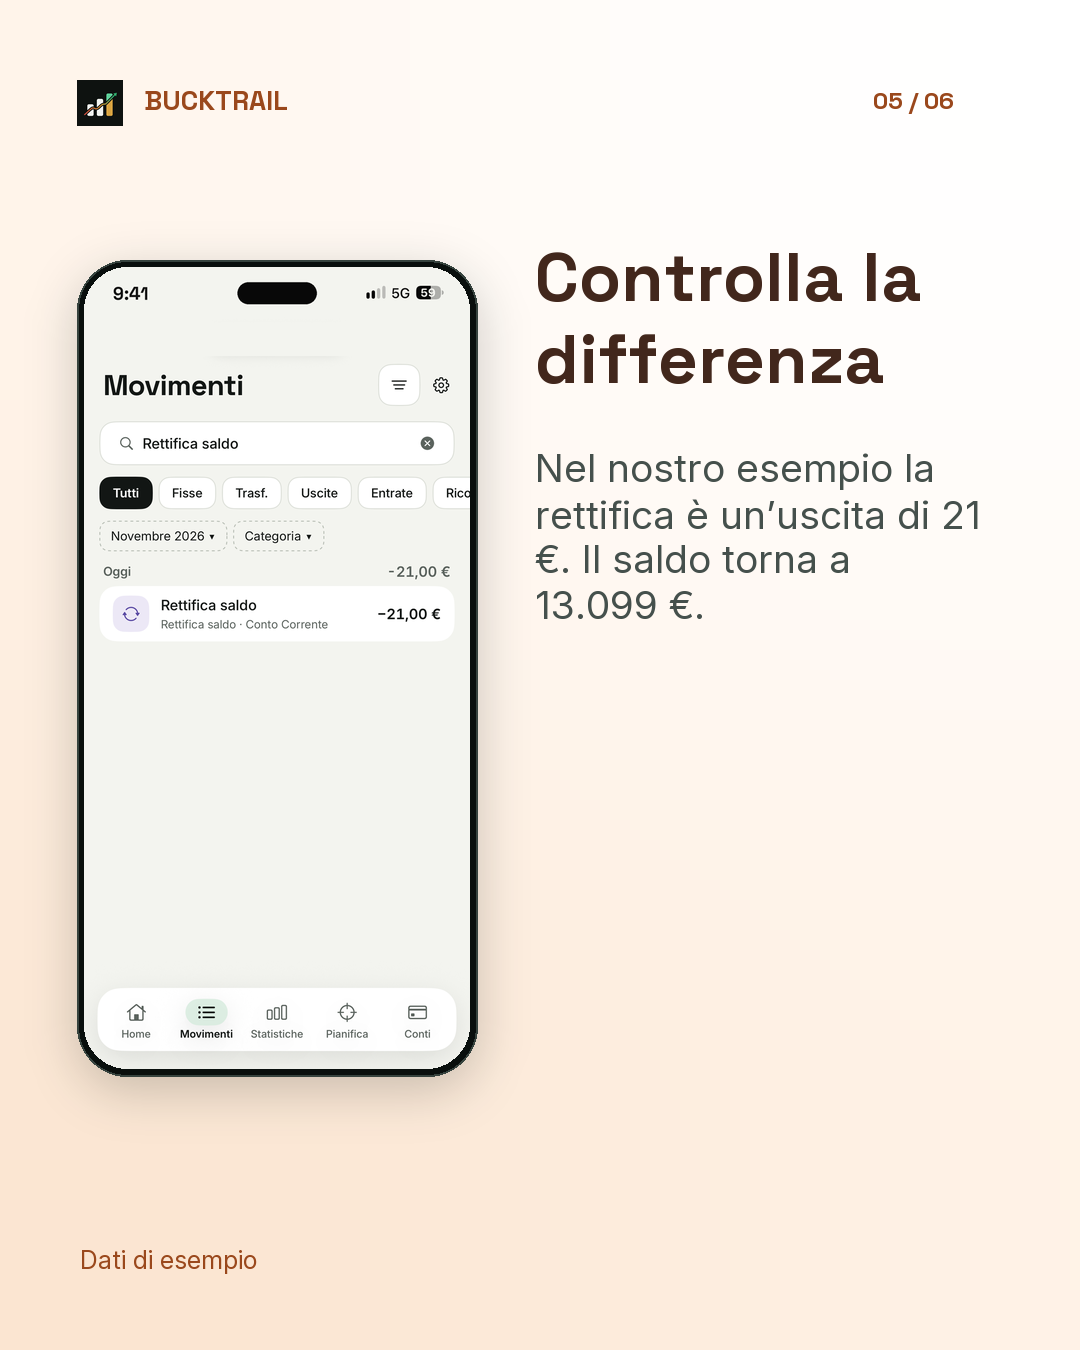 BUCKTRAIL
05 / 06
Controlla la
differenza
Nel nostro esempio la
rettifica è un’uscita di 21
€. Il saldo torna a
13.099 €.
9:41
5G 59
Movimenti
Rettifica saldo
Tutti Fisse Trasf. Uscite Entrate Rico
Novembre 2026 ▾ Categoria ▾
Oggi -21,00 €
Rettifica saldo
−21,00 €
Rettifica saldo · Conto Corrente
Home Movimenti Statistiche Pianifica Conti
Dati di esempio